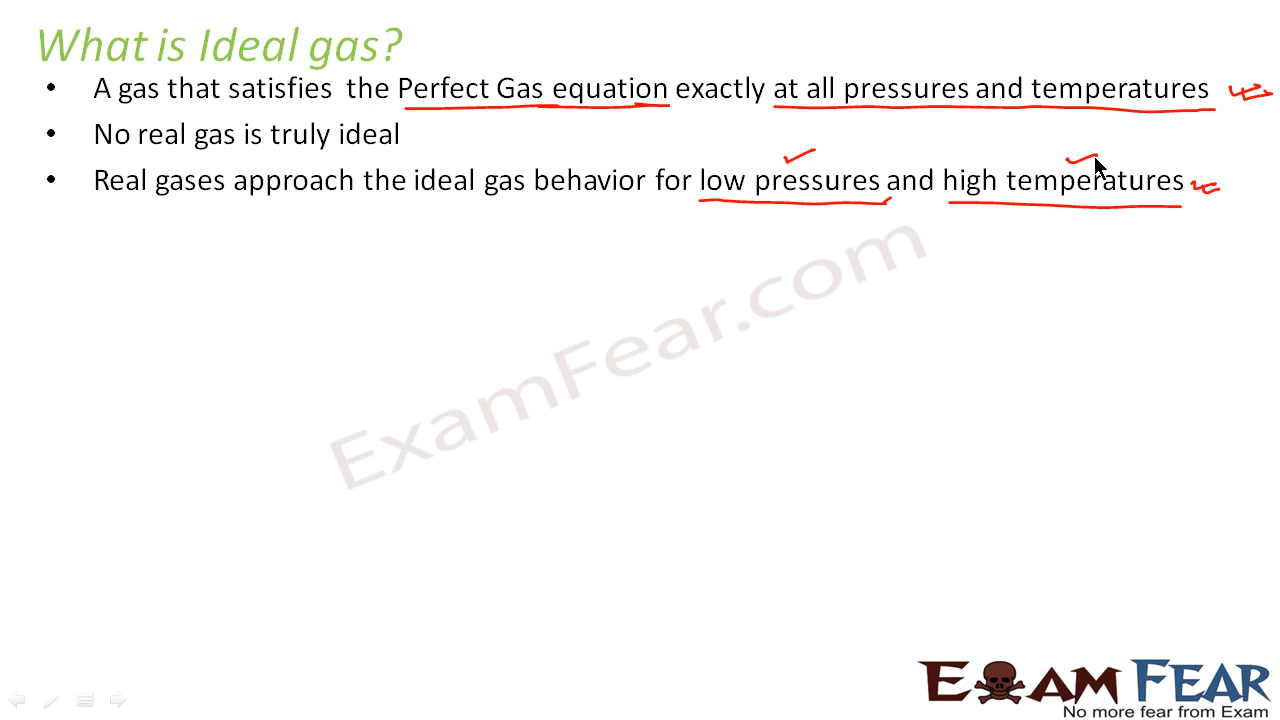 What is Ideal gas?
• A gas that satisfies the Perfect Gas equation exactly at all pressures and temperatures
• No real gas is truly ideal
• Real gases approach the ideal gas behavior for low pressures and high temperatures
ExamFear.com
EXAM FEAR
No more fear from Exam